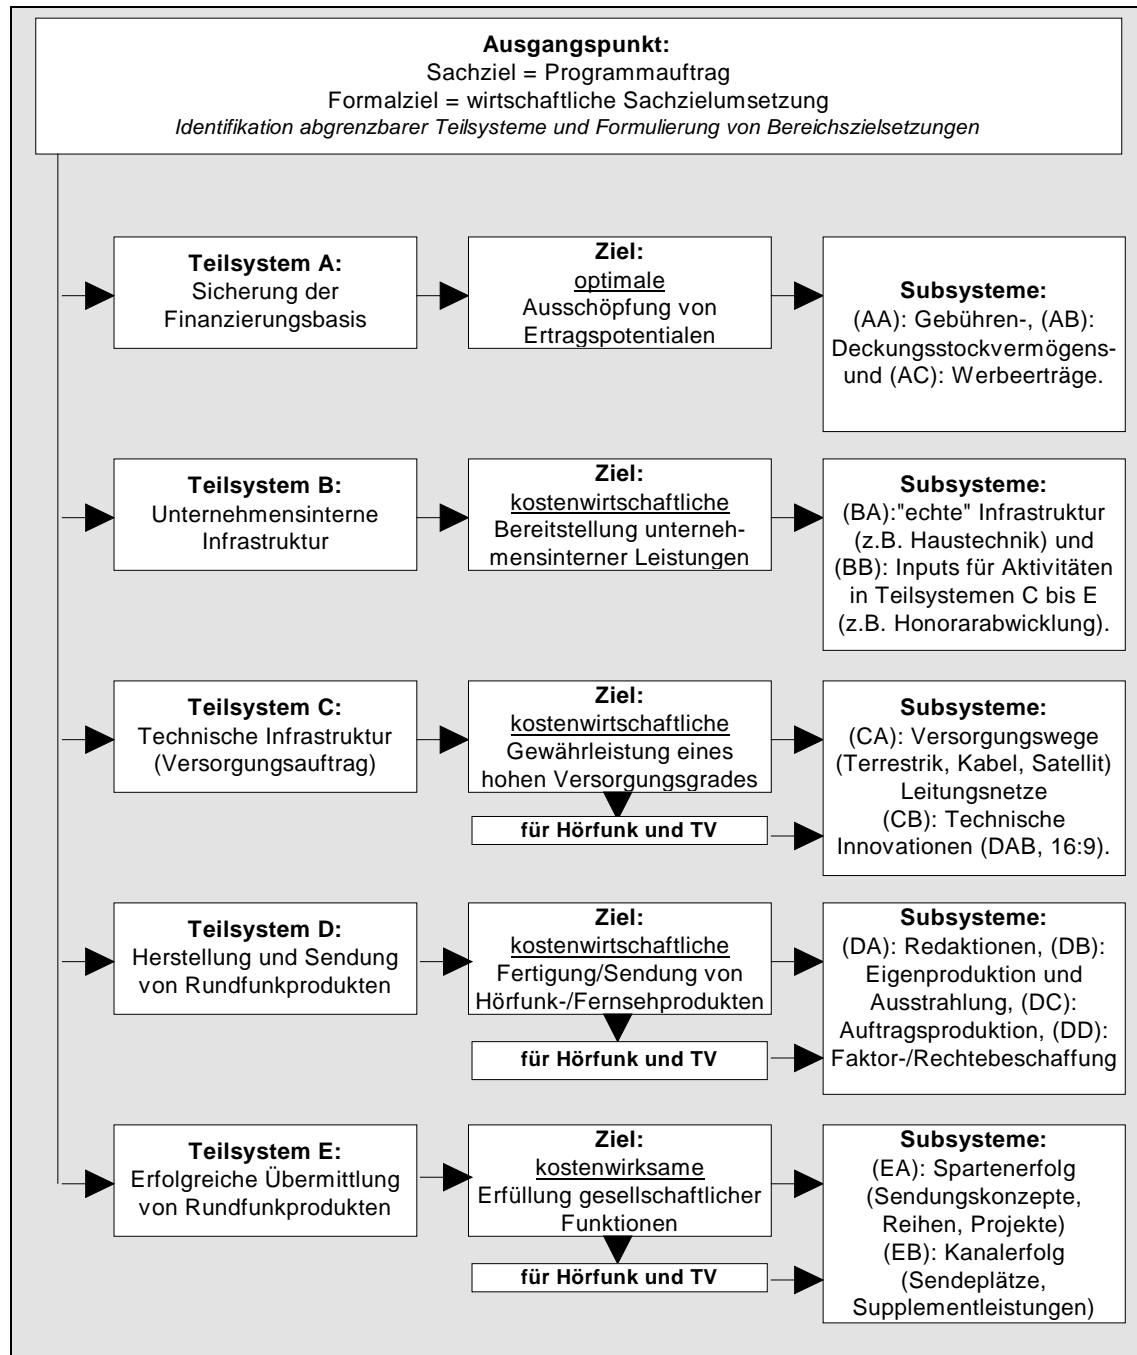 Ausgangspunkt:
Sachziel = Programmauftrag
Formalziel = wirtschaftliche Sachzielumsetzung
Identifikation abgrenzbarer Teilsysteme und Formulierung von Bereichszielsetzungen
Teilsystem A:
Sicherung der
Finanzierungsbasis
Ziel:
optimale
Ausschöpfung von
Ertragspotentialen
Subsysteme:
(AA): Gebühren-, (AB):
Deckungsstockvermögens-
und (AC): Werbeerträge.
Teilsystem B:
Unternehmensinterne
Infrastruktur
Ziel:
kostenwirtschaftliche
Bereitstellung unterneh-
mensinterner Leistungen
Subsysteme:
(BA):"echte" Infrastruktur
(z.B. Haustechnik) und
(BB): Inputs für Aktivitäten
in Teilsystemen C bis E
(z.B. Honorarabwicklung).
Teilsystem C:
Technische Infrastruktur
(Versorgungsauftrag)
Ziel:
kostenwirtschaftliche
Gewährleistung eines
hohen Versorgungsgrades
für Hörfunk und TV
Subsysteme:
(CA): Versorgungswege
(Terrestrik, Kabel, Satellit)
Leitungsnetze
(CB): Technische
Innovationen (DAB, 16:9).
Teilsystem D:
Herstellung und Sendung
von Rundfunkprodukten
Ziel:
kostenwirtschaftliche
Fertigung/Sendung von
Hörfunk-/Fernsehprodukten
für Hörfunk und TV
Subsysteme:
(DA): Redaktionen, (DB):
Eigenproduktion und
Ausstrahlung, (DC):
Auftragsproduktion, (DD):
Faktor-/Rechtebeschaffung
Teilsystem E:
Erfolgreiche Übermittlung
von Rundfunkprodukten
Ziel:
kostenwirksame
Erfüllung gesellschaftlicher
Funktionen
für Hörfunk und TV
Subsysteme:
(EA): Spartenerfolg
(Sendungskonzepte,
Reihen, Projekte)
(EB): Kanalerfolg
(Sendeplätze,
Supplementleistungen)